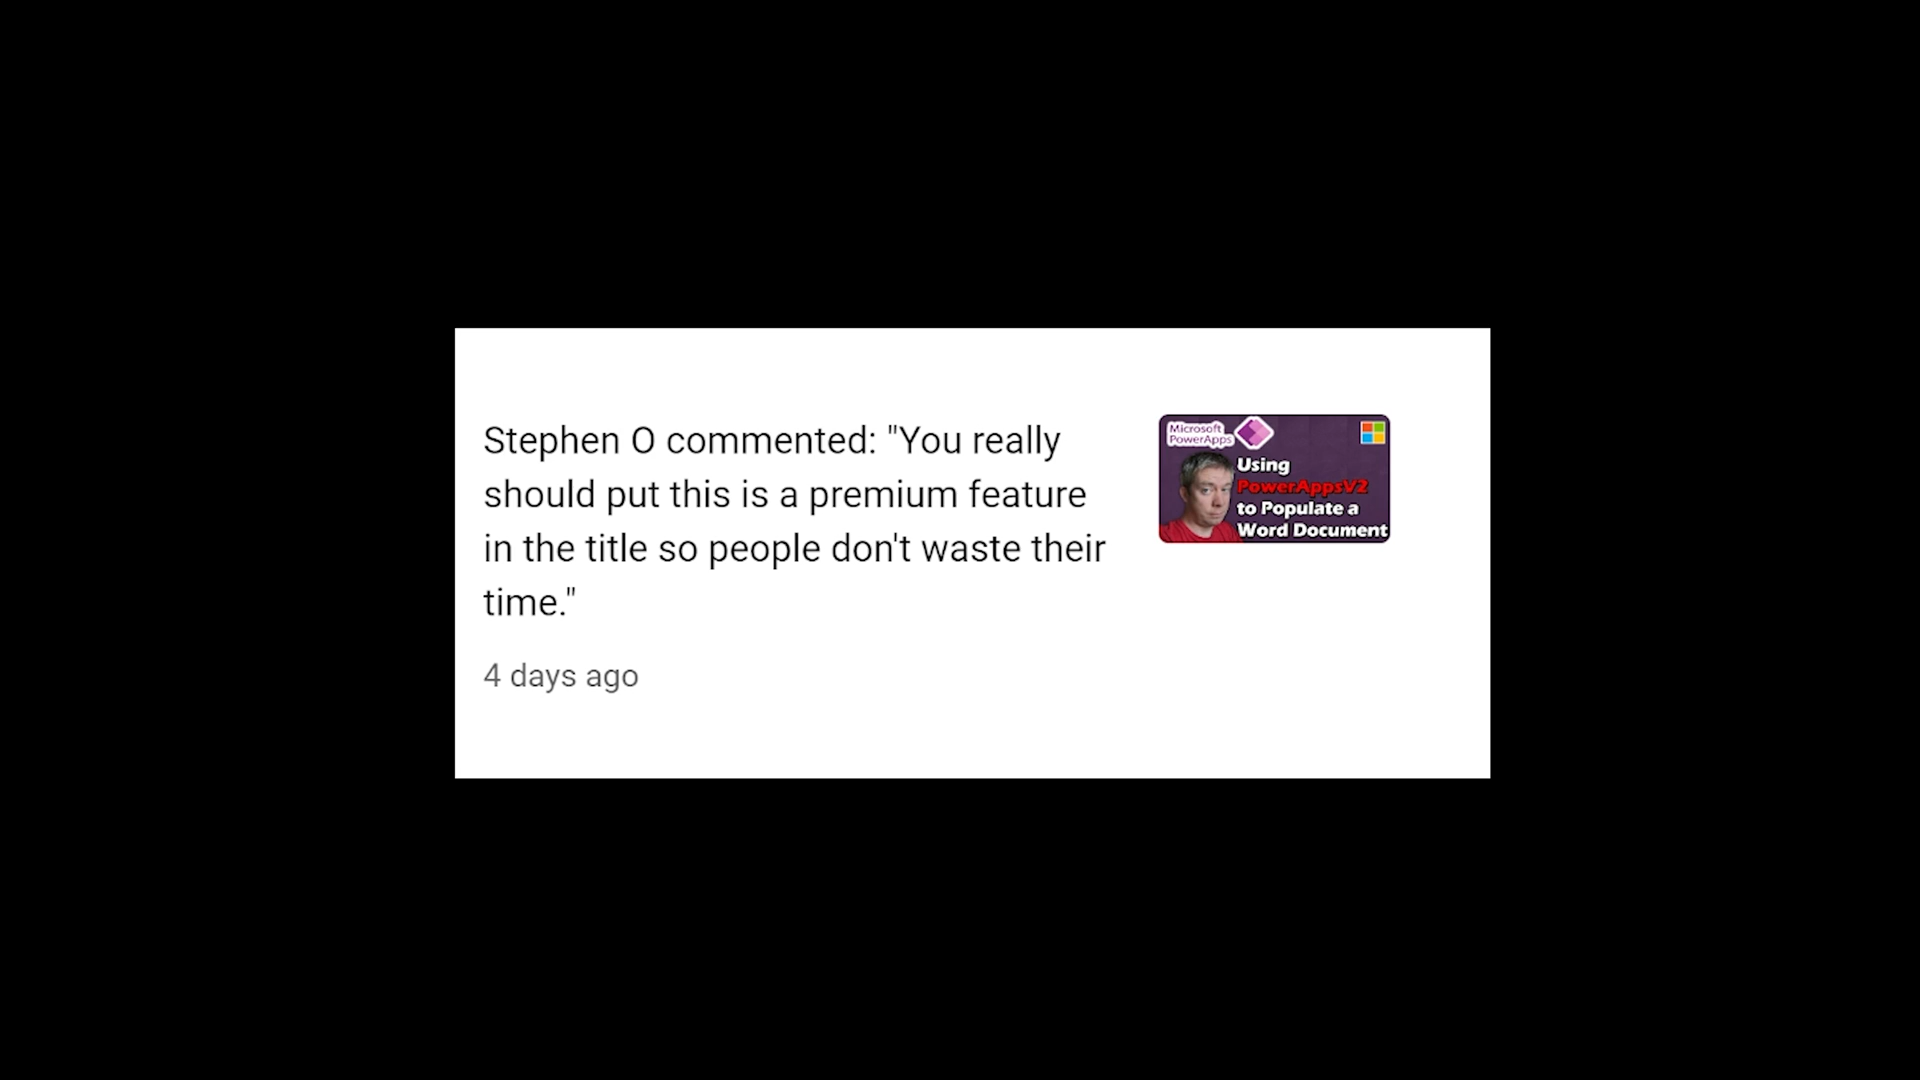 Stephen O commented: "You really
should put this is a premium feature
in the title so people don't waste their
time."
4 days ago
Microsoft
PowerApps
Using
PowerAppsV2
to Populate a
Word Document